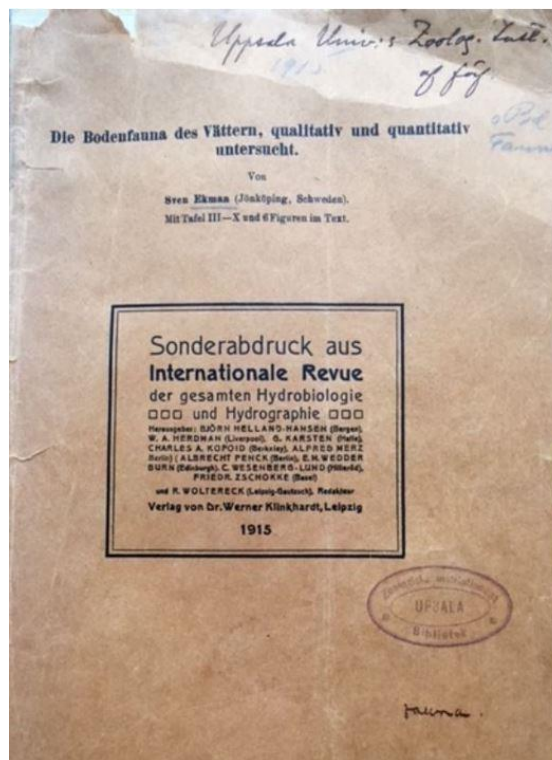 Uppsala Univ:s Zoolog. Inst.
1915
af förf.
Die Bodenfauna des Vättern, qualitativ und quantitativ
untersucht.
Von
Sven Ekman (Jönköping, Schweden).
Mit Tafel III—X und 6 Figuren im Text.
Sonderabdruck aus
Internationale Revue
der gesamten Hydrobiologie
□□□ und Hydrographie □□□
Herausgeber: BJÖRN HELLAND-HANSEN (Bergen),
W. A. HERDMAN (Liverpool), G. KARSTEN (Halle),
CHARLES A. KOFOID (Berkeley), ALFRED MERZ
Berlin) ( ALBRECHT PENCK (Berlin), E. M. WEDDER
BURN (Edinburgh), C. WESENBERG-LUND (Hilleröd),
FRIEDR. ZSCHOKKE (Basel)
und R. WOLTERECK (Leipzig-Gautzsch), Redakteur
Verlag von Dr. Werner Klinkhardt, Leipzig
1915
UPSALA
Bibliotek
Fauna.